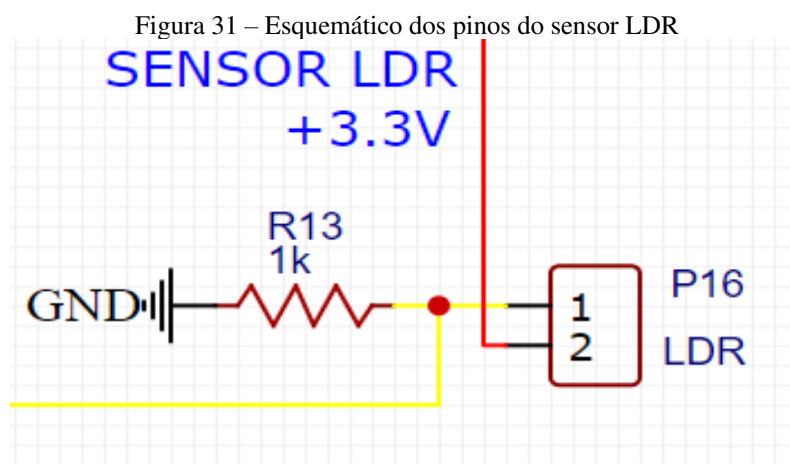 Figura 31 – Esquemático dos pinos do sensor LDR
SENSOR LDR
+3.3V
R13
1k
GND
P16
1
2
LDR